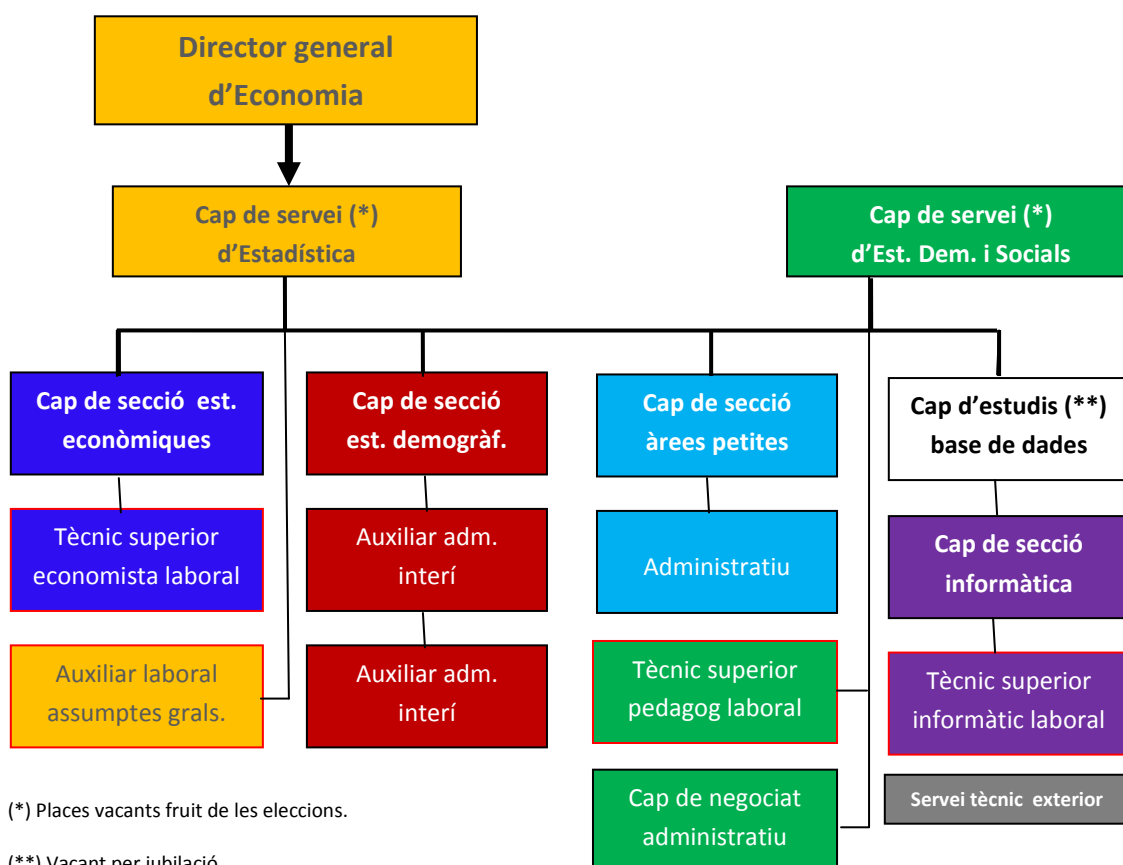 Director general
d'Economia
Cap de servei (*)
d'Estadística
Cap de servei (*)
d'Est. Dem. i Socials
Cap de secció est.
econòmiques
Cap de secció
est. demogràf.
Cap de secció
àrees petites
Cap d'estudis (**)
base de dades
Tècnic superior
economista laboral
Auxiliar adm.
interí
Administratiu
Cap de secció
informàtica
Auxiliar laboral
assumptes grals.
Auxiliar adm.
interí
Tècnic superior
pedagog laboral
Tècnic superior
informàtic laboral
Cap de negociat
administratiu
Servei tècnic exterior
(*) Places vacants fruit de les eleccions.
(**) Vacant per jubilació